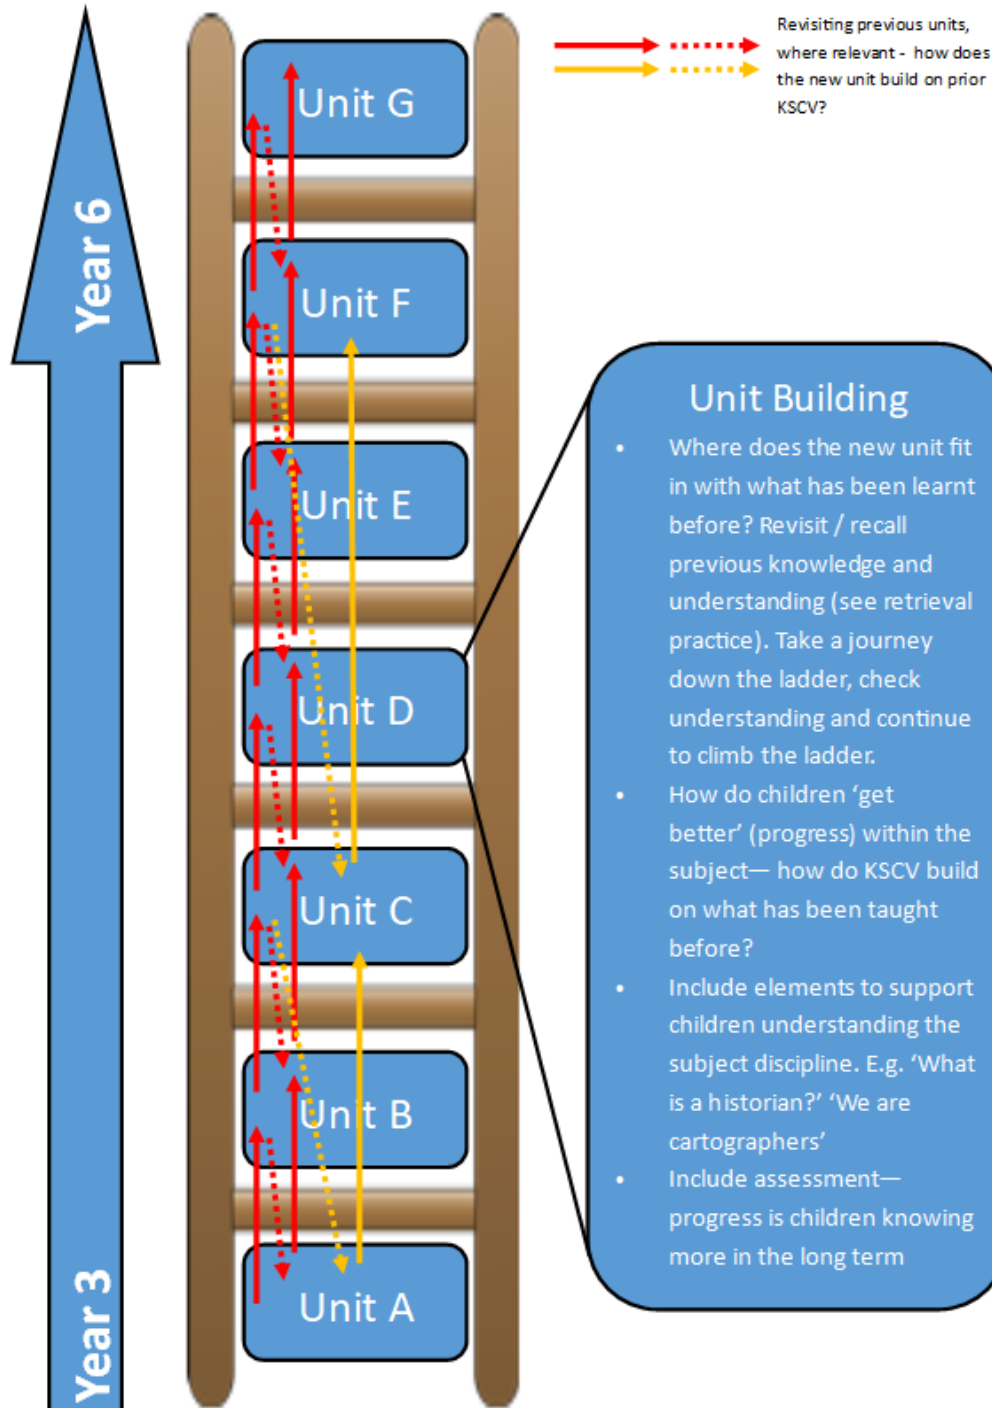 Revisiting previous units,
where relevant - how does
the new unit build on prior
KSCV?
Year 6
Year 3
Unit G
Unit F
Unit E
Unit D
Unit C
Unit B
Unit A
Unit Building
• Where does the new unit fit
in with what has been learnt
before? Revisit / recall
previous knowledge and
understanding (see retrieval
practice). Take a journey
down the ladder, check
understanding and continue
to climb the ladder.
• How do children ‘get
better’ (progress) within the
subject— how do KSCV build
on what has been taught
before?
• Include elements to support
children understanding the
subject discipline. E.g. ‘What
is a historian?’ ‘We are
cartographers’
• Include assessment—
progress is children knowing
more in the long term